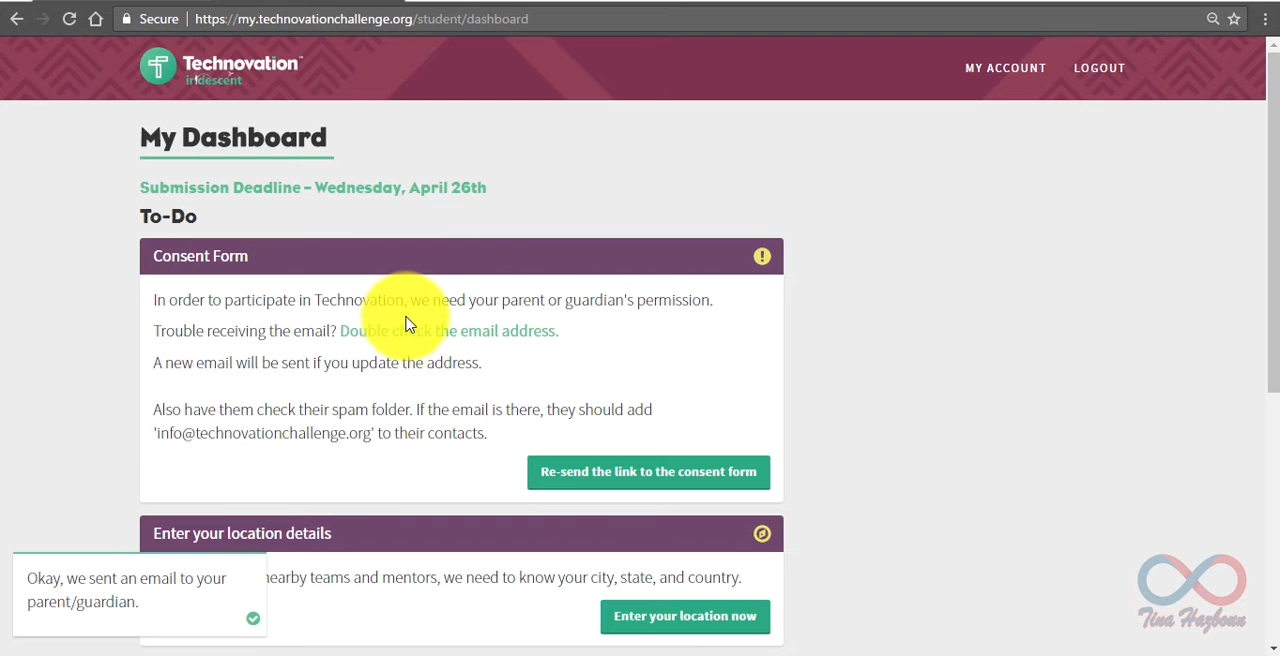 Secure | https://my.technovationchallenge.org/student/dashboard
Technovation
iridescent
MY ACCOUNT LOGOUT
My Dashboard
Submission Deadline – Wednesday, April 26th
To-Do
Consent Form
In order to participate in Technovation, we need your parent or guardian's permission.
Trouble receiving the email? Double check the email address.
A new email will be sent if you update the address.
Also have them check their spam folder. If the email is there, they should add
'info@technovationchallenge.org' to their contacts.
Re-send the link to the consent form
Enter your location details
nearby teams and mentors, we need to know your city, state, and country.
Enter your location now
Okay, we sent an email to your
parent/guardian.
Tina Hazboun